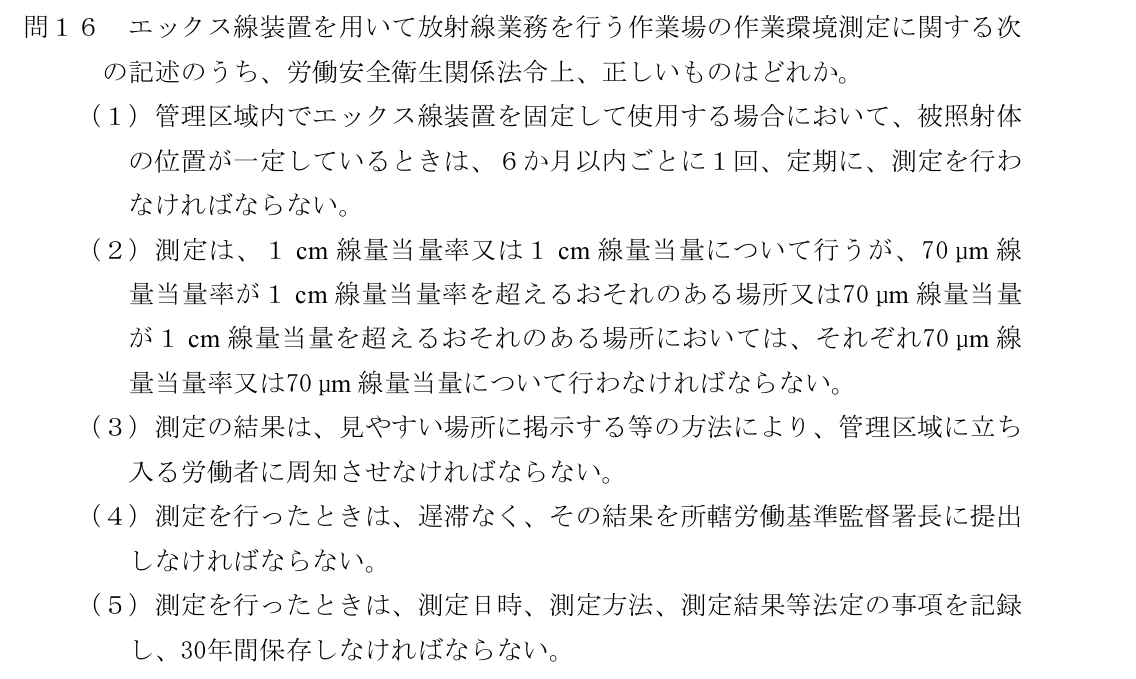 問１６　エックス線装置を用いて放射線業務を行う作業場の作業環境測定に関する次
の記述のうち、労働安全衛生関係法令上、正しいものはどれか。
（１）管理区域内でエックス線装置を固定して使用する場合において、被照射体
の位置が一定しているときは、６か月以内ごとに１回、定期に、測定を行わ
なければならない。
（２）測定は、１ cm 線量当量率又は１ cm 線量当量について行うが、70 µm 線
量当量率が１ cm 線量当量率を超えるおそれのある場所又は70 µm 線量当量
が１ cm 線量当量を超えるおそれのある場所においては、それぞれ70 µm 線
量当量率又は70 µm 線量当量について行わなければならない。
（３）測定の結果は、見やすい場所に掲示する等の方法により、管理区域に立ち
入る労働者に周知させなければならない。
（４）測定を行ったときは、遅滞なく、その結果を所轄労働基準監督署長に提出
しなければならない。
（５）測定を行ったときは、測定日時、測定方法、測定結果等法定の事項を記録
し、30年間保存しなければならない。